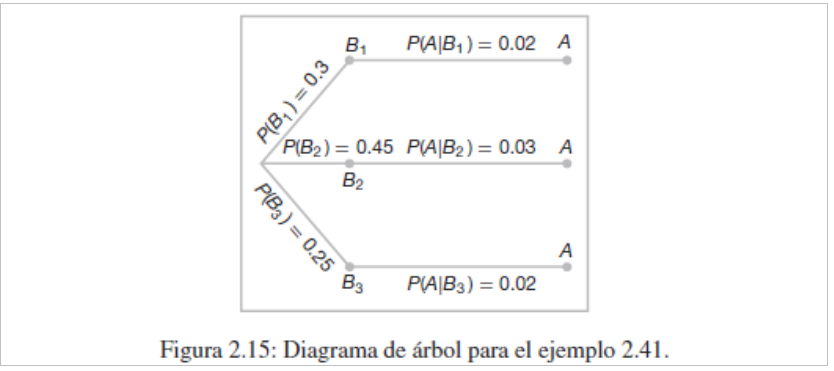 B₁ P(A|B₁) = 0.02 A
P(B₁) = 0.3
P(B₂) = 0.45 P(A|B₂) = 0.03 A
B₂
P(B₃) = 0.25
A
B₃ P(A|B₃) = 0.02
Figura 2.15: Diagrama de árbol para el ejemplo 2.41.